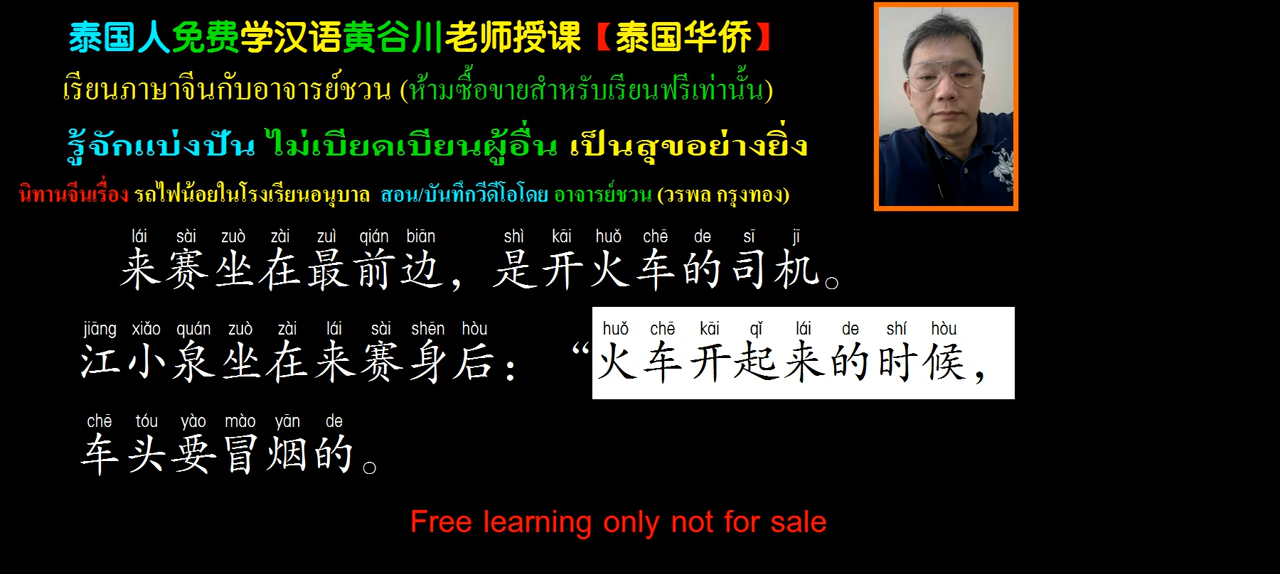 泰国人免费学汉语黄谷川老师授课【泰国华侨】
เรียนภาษาจีนกับอาจารย์ชวน (ห้ามซื้อขายสำหรับเรียนฟรีเท่านั้น)
รู้จักแบ่งปัน ไม่เบียดเบียนผู้อื่น เป็นสุขอย่างยิ่ง
นิทานจีนเรื่อง รถไฟน้อยในโรงเรียนอนุบาล สอน/บันทึกวีดีโอโดย อาจารย์ชวน (วรพล กรุงทอง)
lái sài zuò zài zuì qián biān shì kāi huǒ chē de sī jī
来赛坐在最前边，是开火车的司机。
jiāng xiǎo quán zuò zài lái sài shēn hòu huǒ chē kāi qǐ lái de shí hòu
江小泉坐在来赛身后：“火车开起来的时候，
chē tóu yào mào yān de
车头要冒烟的。
Free learning only not for sale